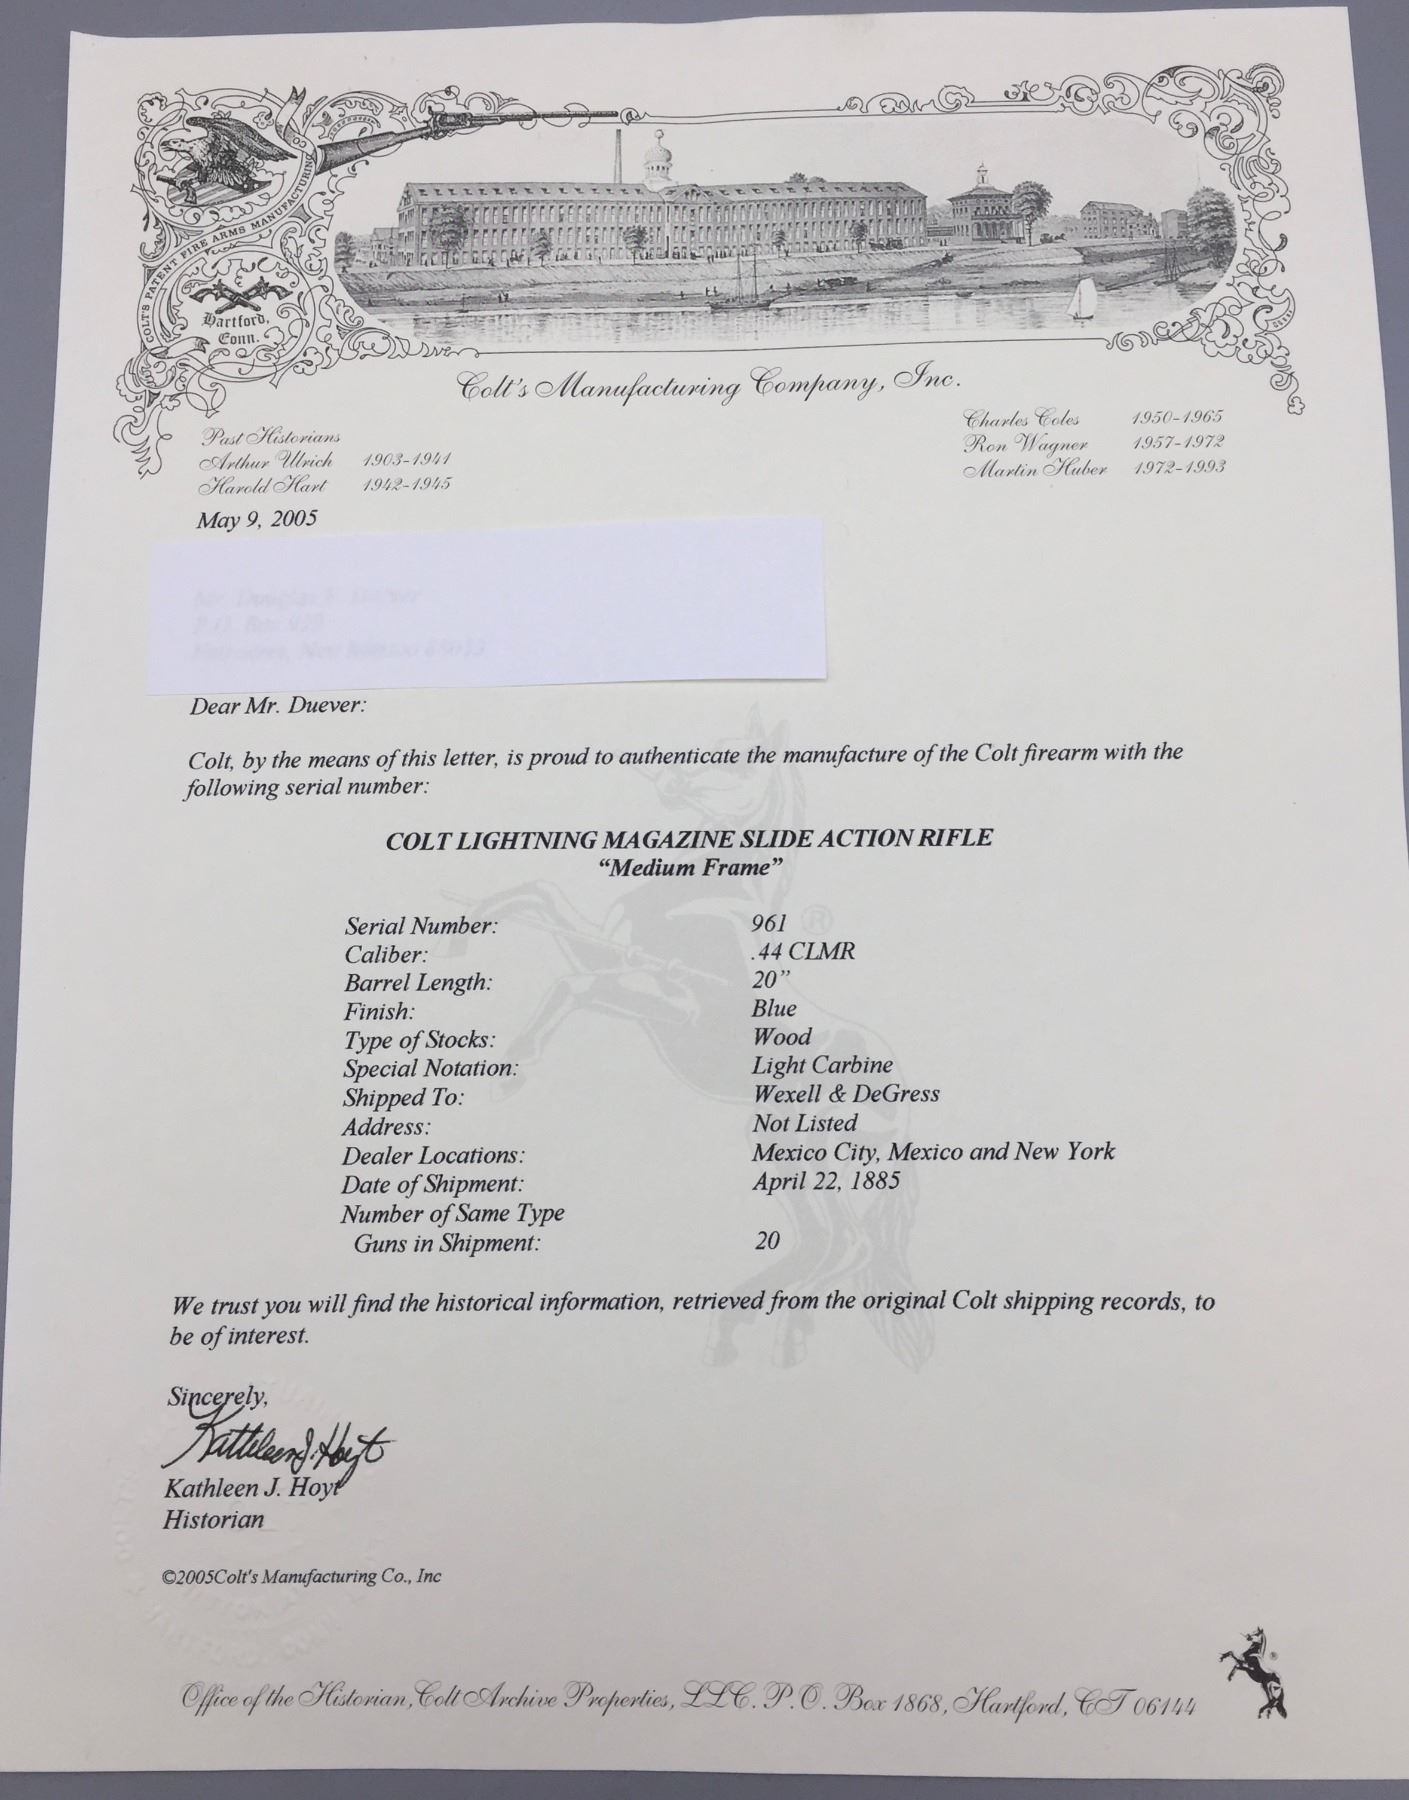 COLT'S PATENT FIRE ARMS MANUFACTURING CO
Hartford,
Conn.
Colt's Manufacturing Company, Inc.
Past Historians
Arthur Ulrich 1903-1941
Harold Hart 1942-1945
Charles Coles 1950-1965
Ron Wagner 1957-1972
Martin Huber 1972-1993
May 9, 2005
Dear Mr. Duever:
Colt, by the means of this letter, is proud to authenticate the manufacture of the Colt firearm with the
following serial number:
COLT LIGHTNING MAGAZINE SLIDE ACTION RIFLE
“Medium Frame”
Serial Number: 961
Caliber: .44 CLMR
Barrel Length: 20”
Finish: Blue
Type of Stocks: Wood
Special Notation: Light Carbine
Shipped To: Wexell & DeGress
Address: Not Listed
Dealer Locations: Mexico City, Mexico and New York
Date of Shipment: April 22, 1885
Number of Same Type
Guns in Shipment: 20
®
We trust you will find the historical information, retrieved from the original Colt shipping records, to
be of interest.
Sincerely,
Kathleen J. Hoyt
Kathleen J. Hoyt
Historian
©2005Colt's Manufacturing Co., Inc
Office of the Historian, Colt Archive Properties, LLC. P.O. Box 1868, Hartford, CT 06144